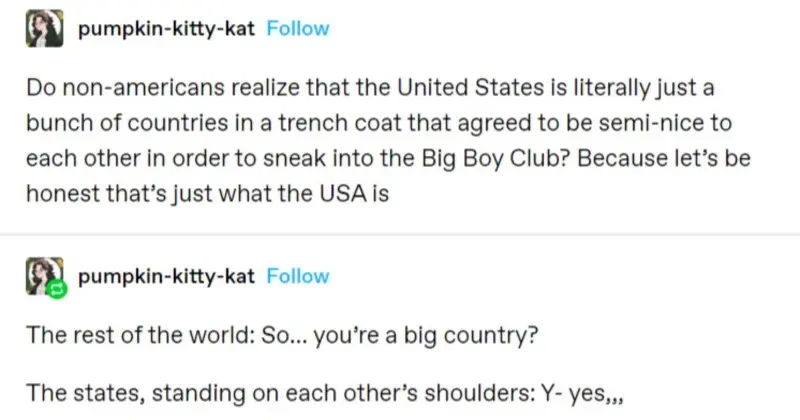 pumpkin-kitty-kat Follow
Do non-americans realize that the United States is literally just a
bunch of countries in a trench coat that agreed to be semi-nice to
each other in order to sneak into the Big Boy Club? Because let’s be
honest that’s just what the USA is
pumpkin-kitty-kat Follow
The rest of the world: So... you’re a big country?
The states, standing on each other’s shoulders: Y- yes,,,